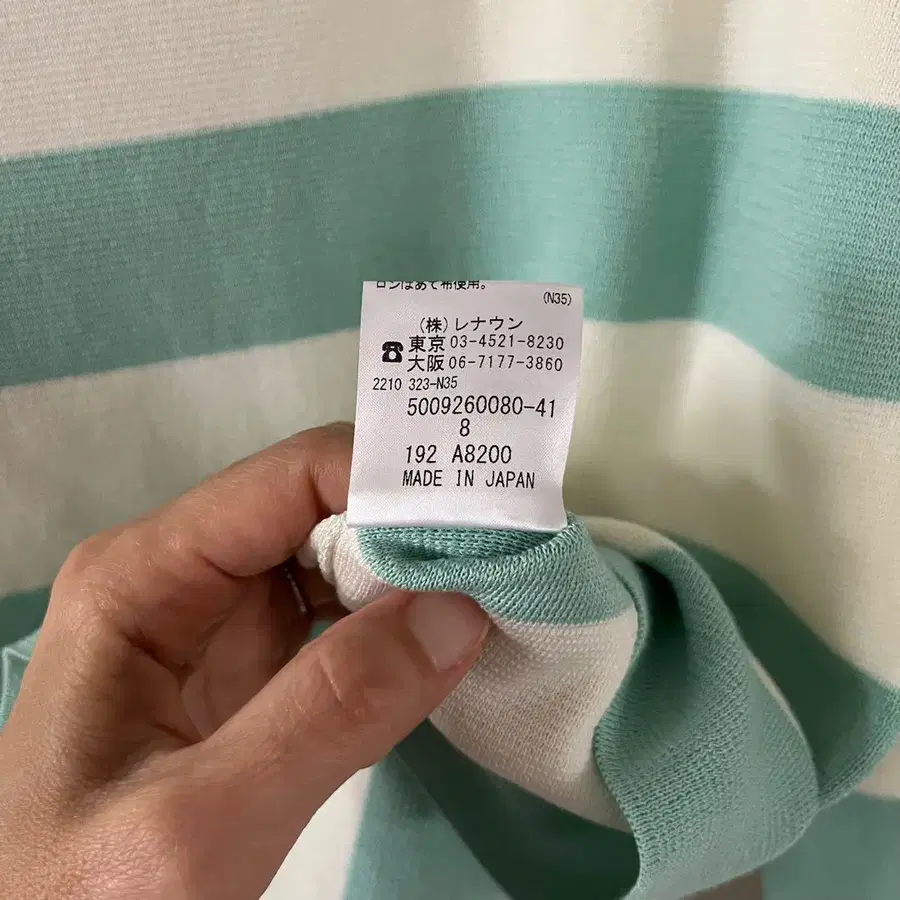 ロンはあて布使用。
(N35)
(株)レナウン
☎東京 03-4521-8230
大阪 06-7177-3860
2210 323-N35
5009260080-41
8
192 A8200
MADE IN JAPAN